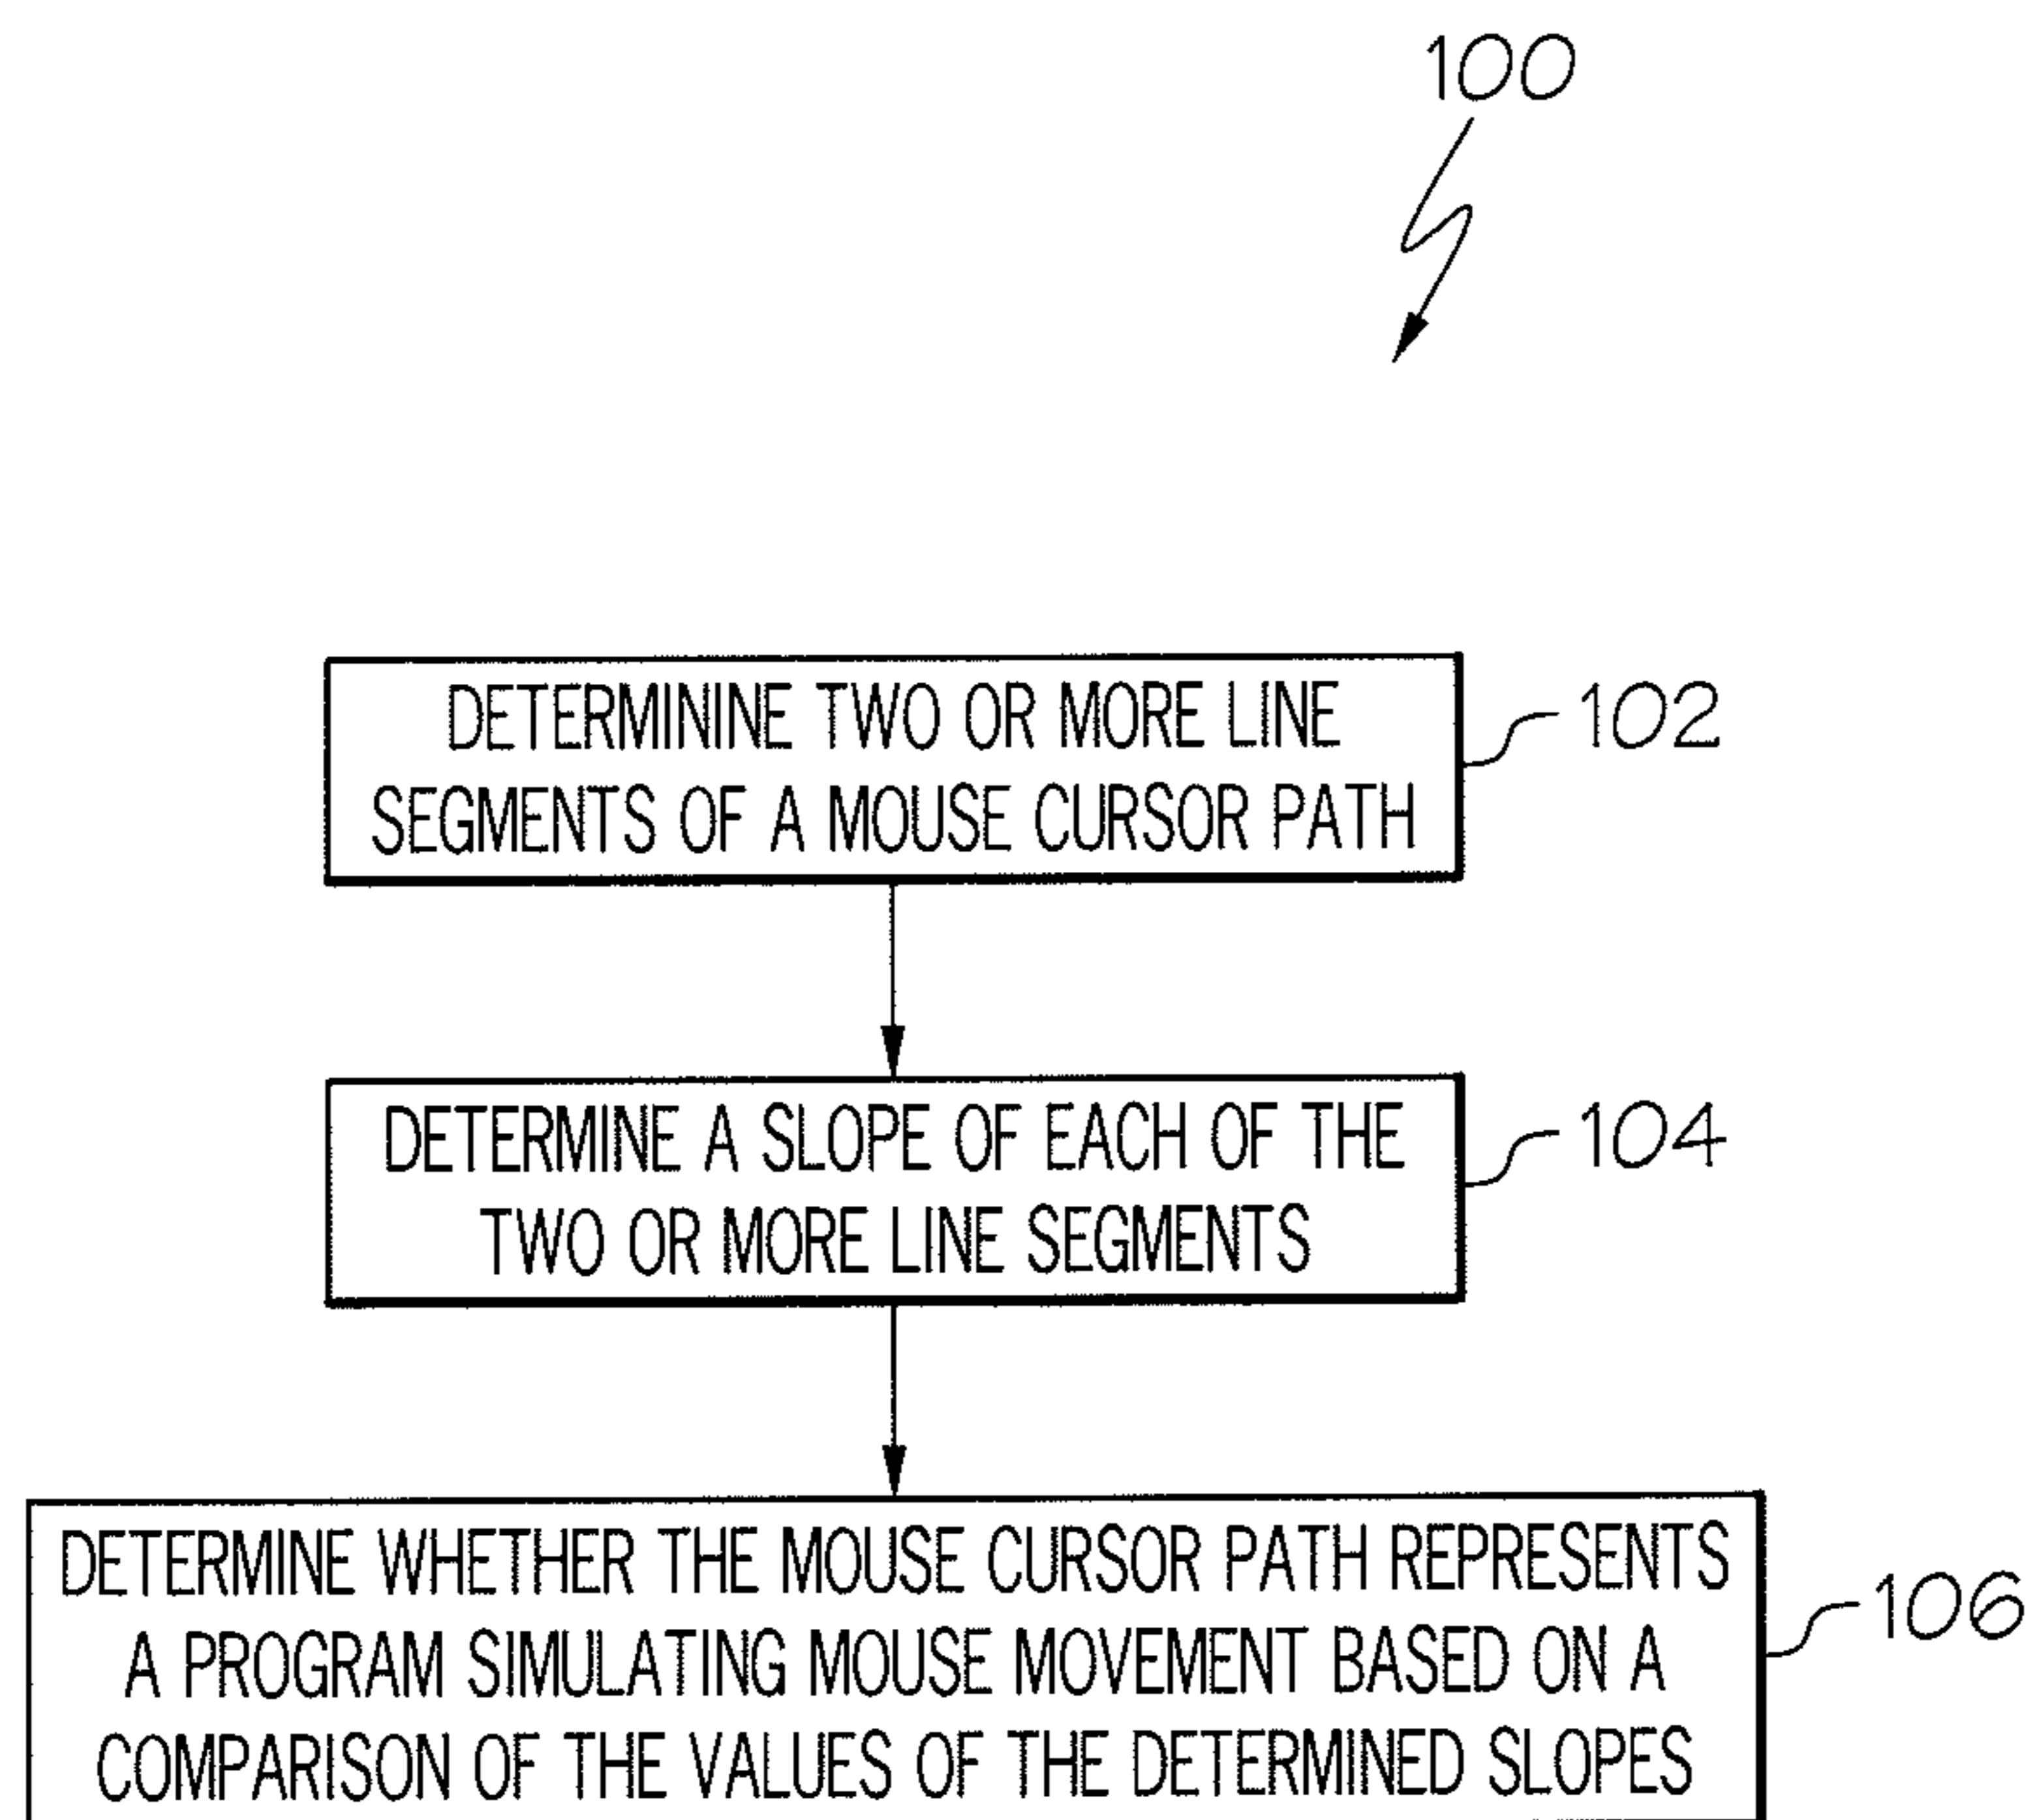 100
DETERMININE TWO OR MORE LINE
SEGMENTS OF A MOUSE CURSOR PATH
102
DETERMINE A SLOPE OF EACH OF THE
TWO OR MORE LINE SEGMENTS
104
DETERMINE WHETHER THE MOUSE CURSOR PATH REPRESENTS
A PROGRAM SIMULATING MOUSE MOVEMENT BASED ON A
COMPARISON OF THE VALUES OF THE DETERMINED SLOPES
106